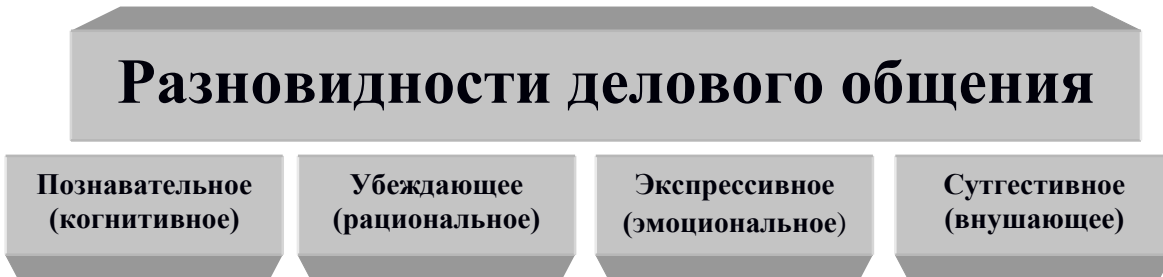 Разновидности делового общения
Познавательное
(когнитивное)
Убеждающее
(рациональное)
Экспрессивное
(эмоциональное)
Сутгестивное
(внушающее)